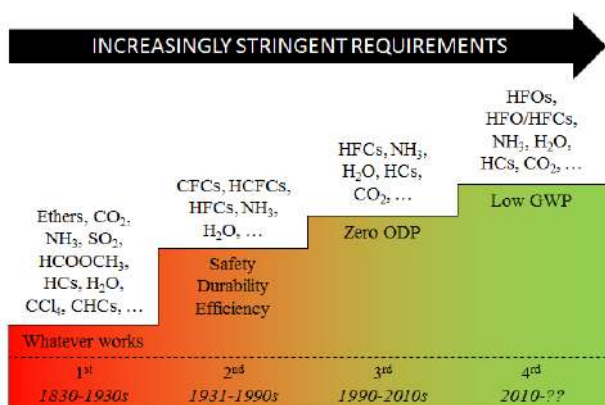 INCREASINGLY STRINGENT REQUIREMENTS
Ethers, CO₂,
NH₃, SO₂,
HCOOCH₃,
HCs, H₂O,
CCl₄, CHCs, ...
Whatever works
1st
1830-1930s
CFCs, HCFCs,
HFCs, NH₃,
H₂O, ...
Safety
Durability
Efficiency
2nd
1931-1990s
HFCs, NH₃,
H₂O, HCs,
CO₂, ...
Zero ODP
3rd
1990-2010s
HFOs,
HFO/HFCs,
NH₃, H₂O,
HCs, CO₂, ...
Low GWP
4rd
2010-??